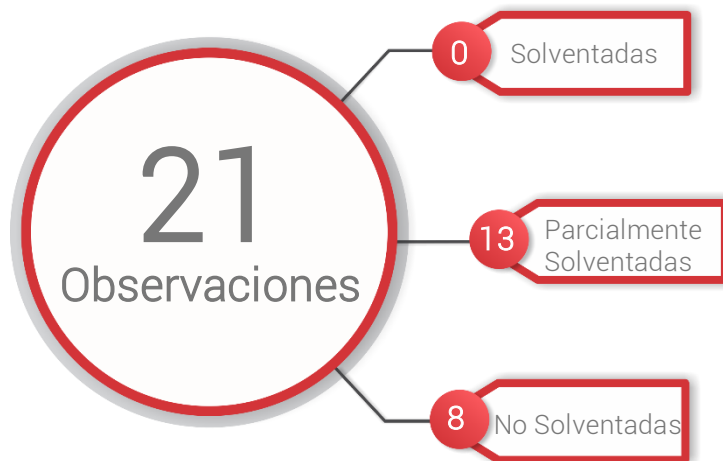 21
Observaciones
0
Solventadas
13
Parcialmente
Solventadas
8
No Solventadas